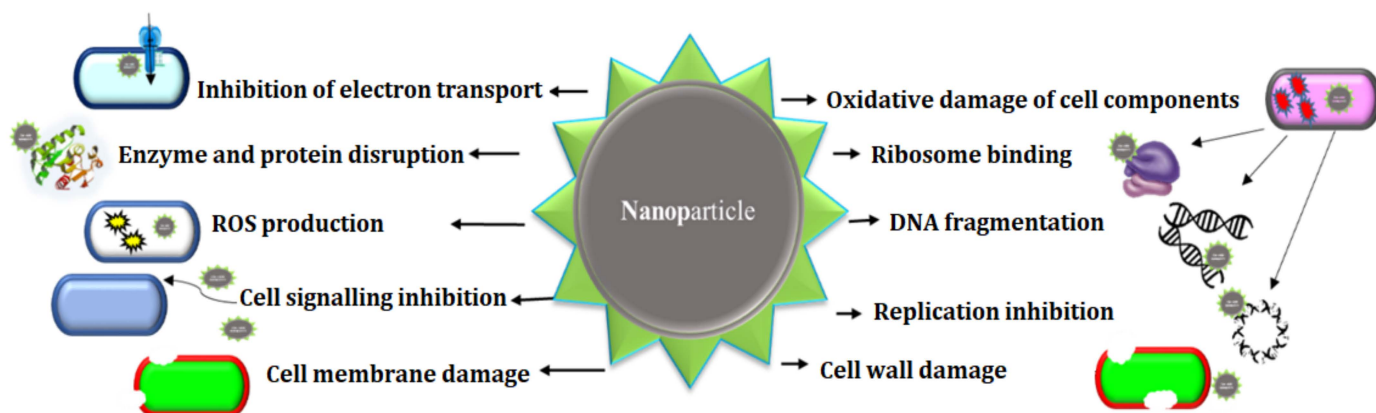 Inhibition of electron transport
Enzyme and protein disruption
ROS production
Cell signalling inhibition
Cell membrane damage
Nanoparticle
Oxidative damage of cell components
Ribosome binding
DNA fragmentation
Replication inhibition
Cell wall damage